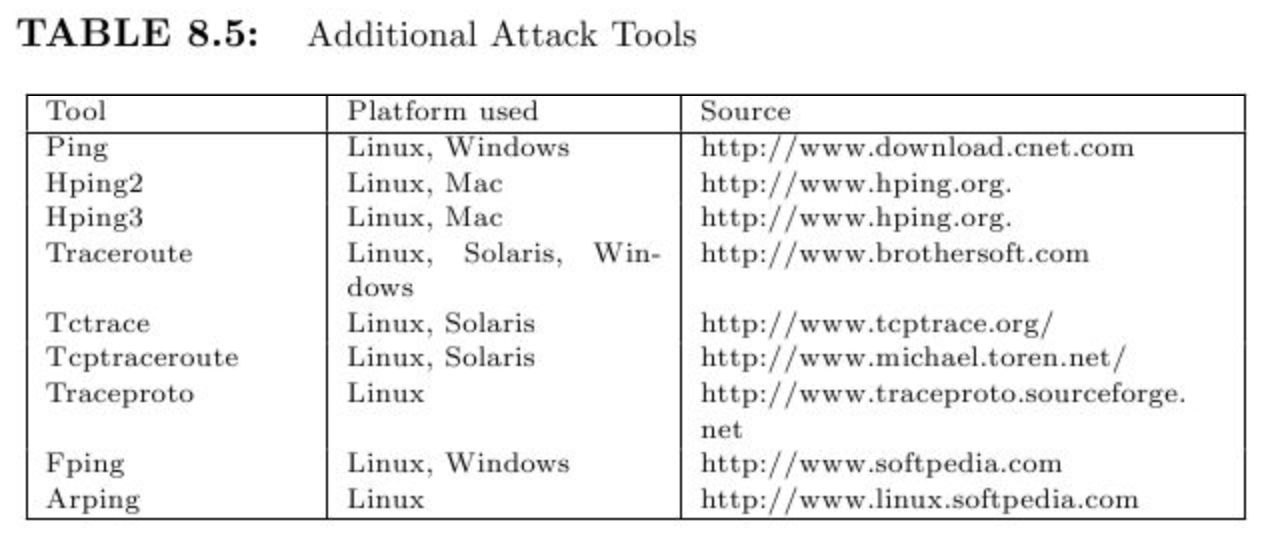 TABLE 8.5: Additional Attack Tools
Tool Platform used Source
Ping Linux, Windows http://www.download.cnet.com
Hping2 Linux, Mac http://www.hping.org.
Hping3 Linux, Mac http://www.hping.org.
Traceroute Linux, Solaris, Win- http://www.brothersoft.com
dows
Tctrace Linux, Solaris http://www.tcptrace.org/
Tcptraceroute Linux, Solaris http://www.michael.toren.net/
Traceproto Linux http://www.traceproto.sourceforge.
net
Fping Linux, Windows http://www.softpedia.com
Arping Linux http://www.linux.softpedia.com